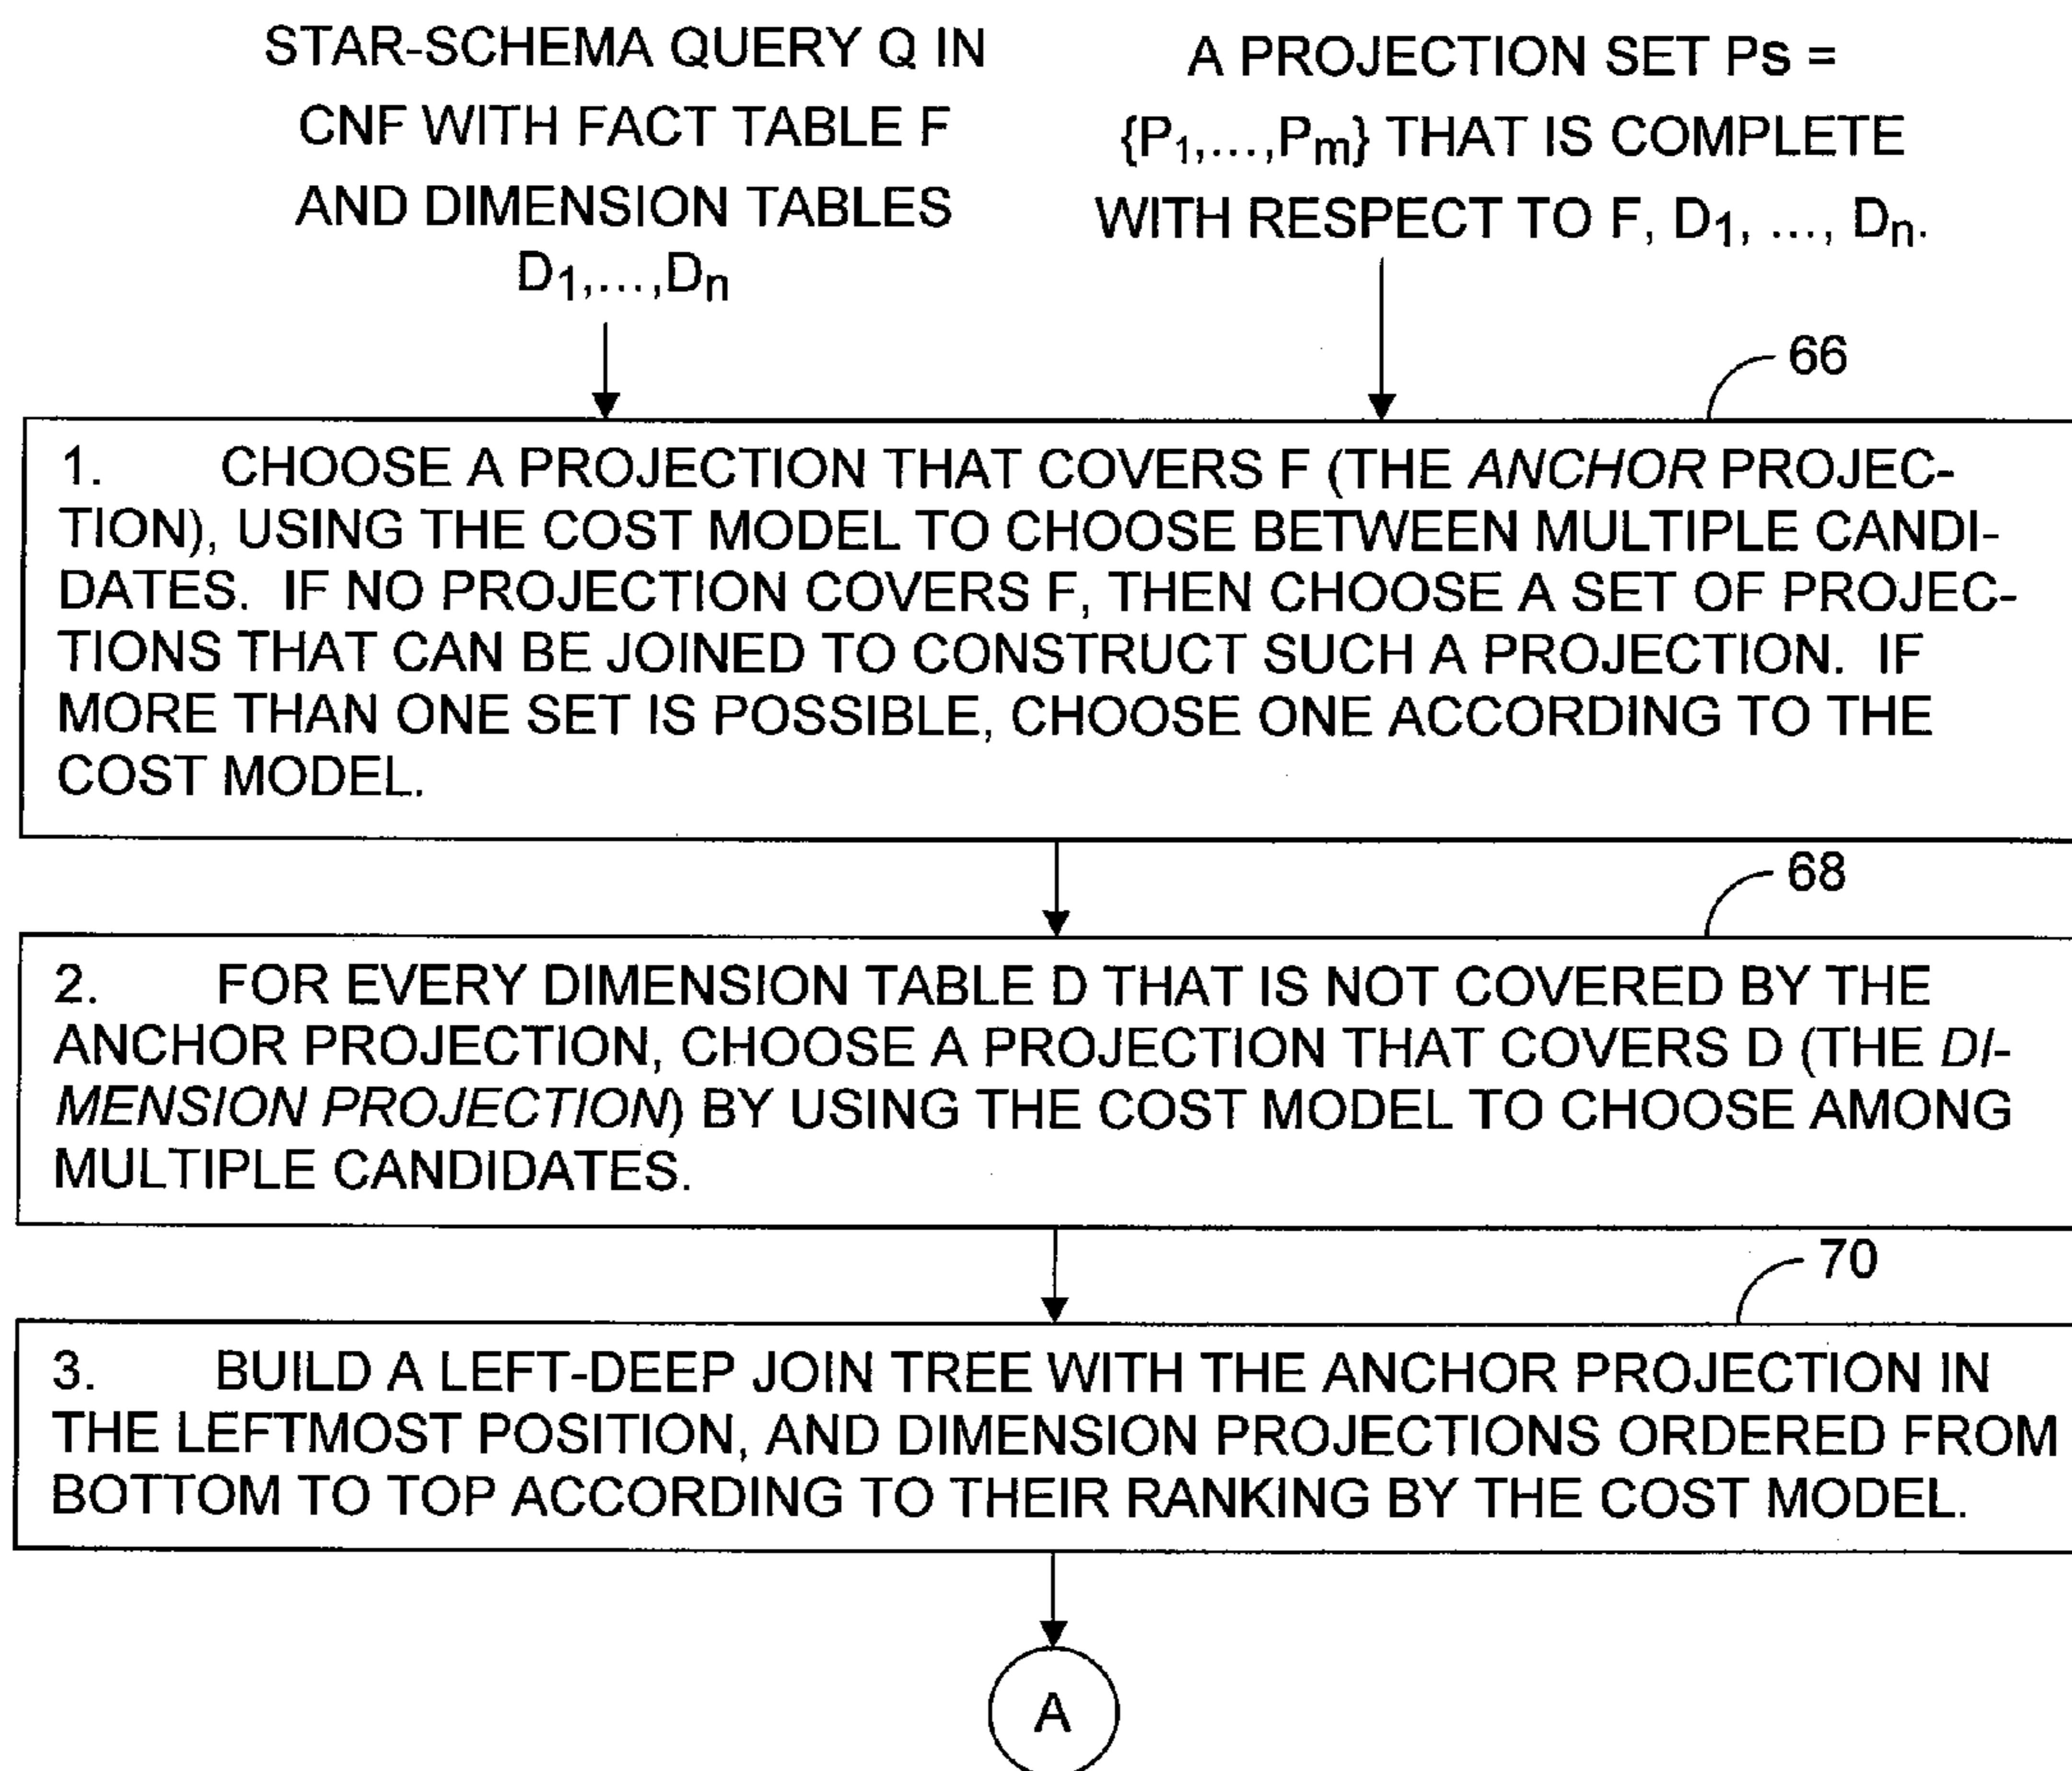 STAR-SCHEMA QUERY Q IN
CNF WITH FACT TABLE F
AND DIMENSION TABLES
D1,...,Dn
A PROJECTION SET Ps =
{P1,...,Pm} THAT IS COMPLETE
WITH RESPECT TO F, D1, ..., Dn.
66
1. CHOOSE A PROJECTION THAT COVERS F (THE ANCHOR PROJEC-
TION), USING THE COST MODEL TO CHOOSE BETWEEN MULTIPLE CANDI-
DATES. IF NO PROJECTION COVERS F, THEN CHOOSE A SET OF PROJEC-
TIONS THAT CAN BE JOINED TO CONSTRUCT SUCH A PROJECTION. IF
MORE THAN ONE SET IS POSSIBLE, CHOOSE ONE ACCORDING TO THE
COST MODEL.
68
2. FOR EVERY DIMENSION TABLE D THAT IS NOT COVERED BY THE
ANCHOR PROJECTION, CHOOSE A PROJECTION THAT COVERS D (THE DI-
MENSION PROJECTION) BY USING THE COST MODEL TO CHOOSE AMONG
MULTIPLE CANDIDATES.
70
3. BUILD A LEFT-DEEP JOIN TREE WITH THE ANCHOR PROJECTION IN
THE LEFTMOST POSITION, AND DIMENSION PROJECTIONS ORDERED FROM
BOTTOM TO TOP ACCORDING TO THEIR RANKING BY THE COST MODEL.
A